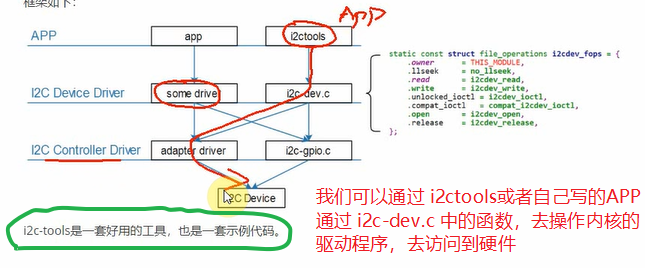 框架如下：
APP
app
i2ctools
APP
I2C Device Driver
some driver
i2c-dev.c
I2C Controller Driver
adapter driver
i2c-gpio.c
I2C Device
static const struct file_operations i2cdev_fops = {
.owner = THIS_MODULE,
.llseek = no_llseek,
.read = i2cdev_read,
.write = i2cdev_write,
.unlocked_ioctl = i2cdev_ioctl,
.compat_ioctl = compat_i2cdev_ioctl,
.open = i2cdev_open,
.release = i2cdev_release,
};
i2c-tools是一套好用的工具，也是一套示例代码。
我们可以通过 i2ctools或者自己写的APP
通过 i2c-dev.c 中的函数，去操作内核的
驱动程序，去访问到硬件